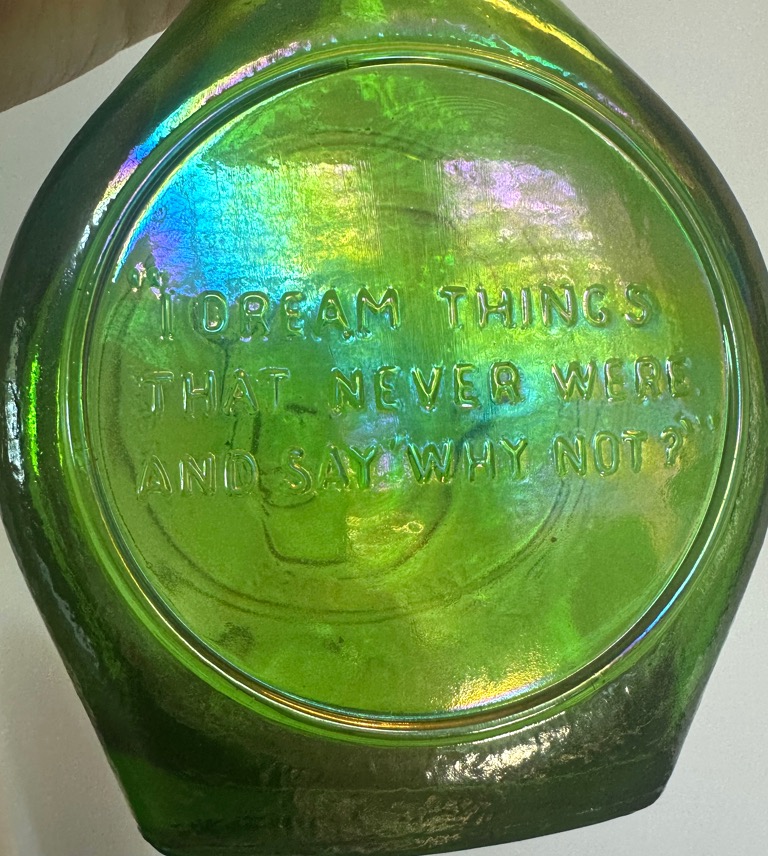 "I DREAM THINGS
THAT NEVER WERE
AND SAY "WHY NOT?""